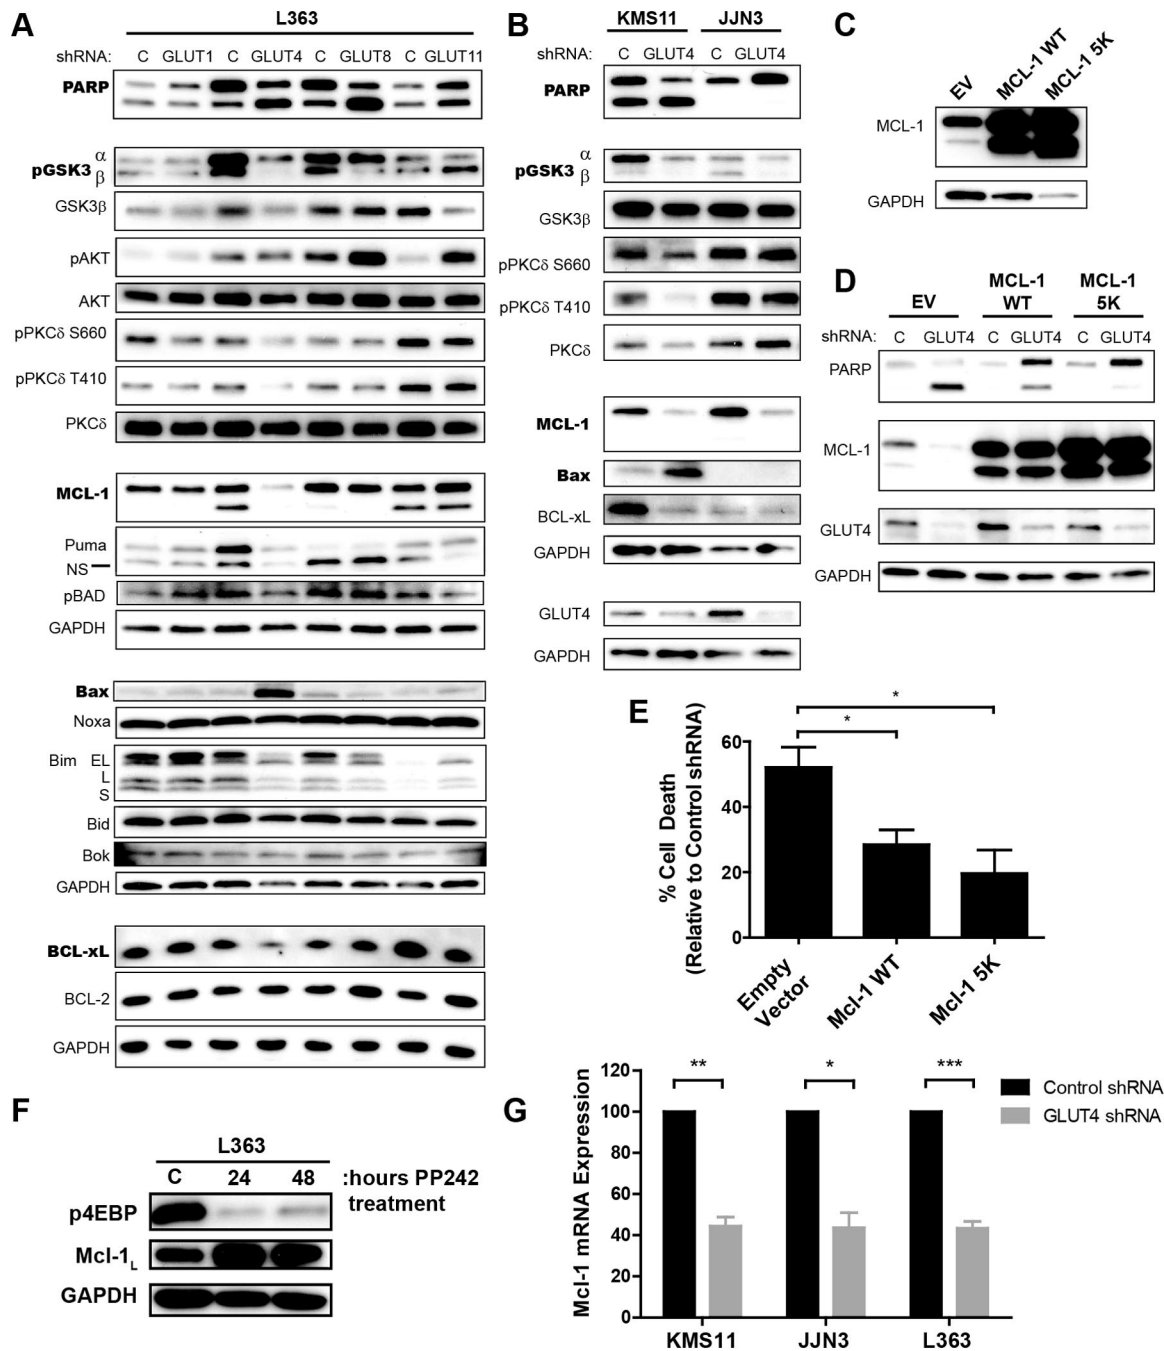 A
L363
shRNA: C GLUT1 C GLUT4 C GLUT8 C GLUT11
PARP
pGSK3 α
β
GSK3β
pAKT
AKT
pPKCδ S660
pPKCδ T410
PKCδ
MCL-1
Puma
NS
pBAD
GAPDH
Bax
Noxa
Bim EL
L
S
Bid
Bok
GAPDH
BCL-xL
BCL-2
GAPDH
B
KMS11 JJN3
shRNA: C GLUT4 C GLUT4
PARP
pGSK3 α
β
GSK3β
pPKCδ S660
pPKCδ T410
PKCδ
MCL-1
Bax
BCL-xL
GAPDH
GLUT4
GAPDH
C
EV
MCL-1 WT
MCL-1 5K
MCL-1
GAPDH
D
EV
MCL-1
WT
MCL-1
5K
shRNA: C GLUT4 C GLUT4 C GLUT4
PARP
MCL-1
GLUT4
GAPDH
E
% Cell Death
(Relative to Control shRNA)
60
40
20
0
*
*
Empty
Vector
Mcl-1 WT
Mcl-1 5K
F
L363
C 24 48 :hours PP242
treatment
p4EBP
Mcl-1L
GAPDH
G
Mcl-1 mRNA Expression
120
100
80
60
40
20
0
** * ***
Control shRNA
GLUT4 shRNA
KMS11 JJN3 L363